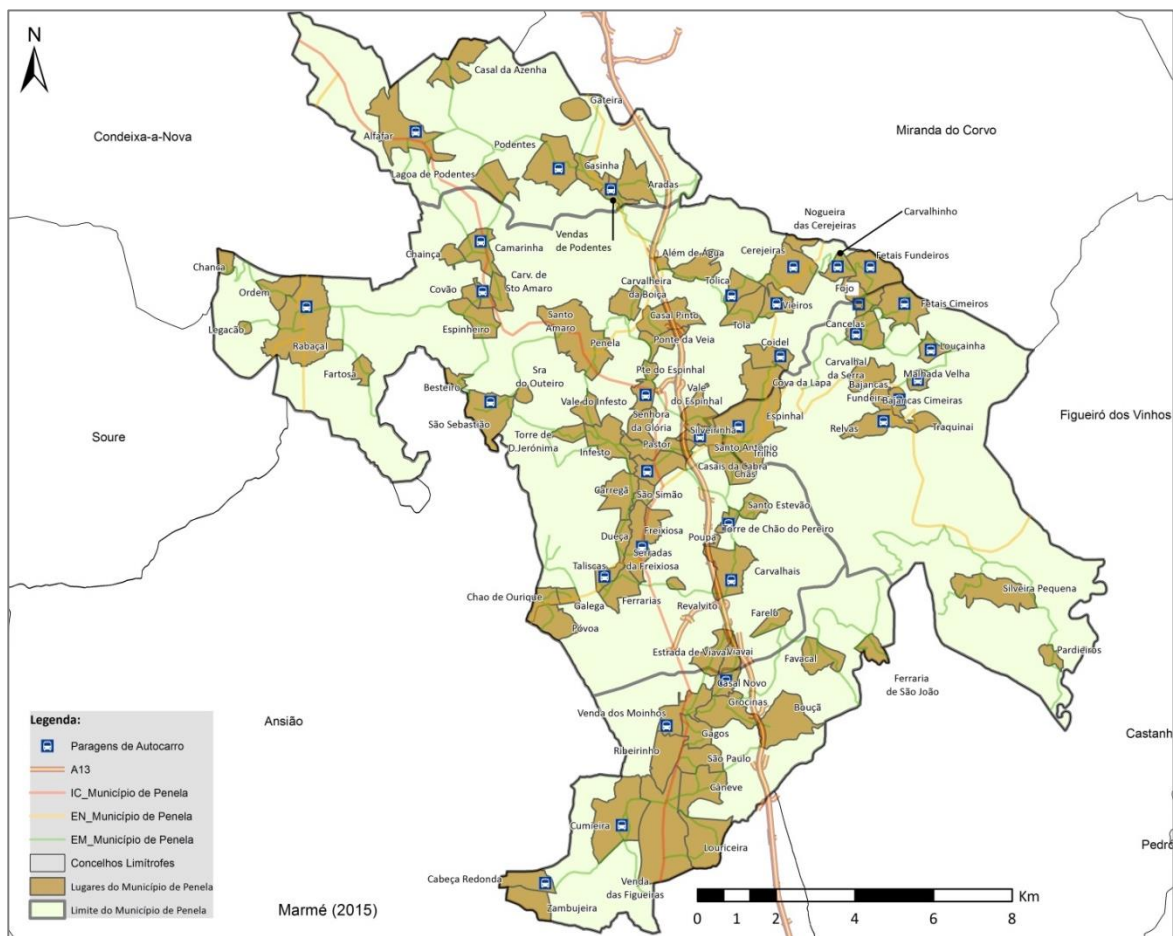 N
Casal da Azenha
Gateira
Condeixa-a-Nova
Miranda do Corvo
Alfafar
Podentes
Gasinha
Lagoa de Podentes
Aradas
Nogueira
das Cerejeiras
Carvalhinho
Vendas
de Podentes
Camarinha
Além de Água
Cerejeiras
Fetais Fundeiros
Chainça
Chanca
Carv. de
Sto Amaro
Carvalheira
da Boiça
Tólica
Fojo
Covão
Ordem
Vieiros
Fetais Cimeiros
Santo
Amaro
Casal Pinto
Legacão
Espinheiro
Tola
Cancelas
Rabaçal
Penela
Ponte da Veia
Coidel
Louçainha
Fartosa
Sra
do Outeiro
Pte do Espinhal
Carvalhal
da Serra
Besteiro
Cova da Lapa
Malhada Velha
Vale
do Espinhal
Bajancas
Fundeiras
Bajancas Cimeiras
Vale do Infesto
Senhora
da Glória
Espinhal
Figueiró dos Vinhos
São Sebastião
Silveirinha
Relvas
Traquinai
Soure
Torre de
D.Jerónima
Pastor
Santo Antonio
Trilho
Infesto
Casais da Cabra
Chás
Carregã
São Simão
Santo Estevão
Torre de Chão do Pereiro
Dueça
Freixiosa
Poupa
Serradas
da Freixiosa
Taliscas
Carvalhais
Chao de Ourique
Galega
Ferrarias
Revalvito
Silveira Pequena
Farelo
Póvoa
Estrada de Viavai
Viavai
Favacal
Pardieiros
Ferraria
de São João
Casal Novo
Grocinas
Venda dos Moinhos
Bouçã
Ansião
Gagos
Castanh
Ribeirinho
São Paulo
Câneve
Cumieira
Louriceira
Pedró
Cabeça Redonda
Venda
das Figueiras
Zambujeira
Legenda:
Paragens de Autocarro
A13
IC_Município de Penela
EN_Município de Penela
EM_Município de Penela
Concelhos Limítrofes
Lugares do Município de Penela
Limite do Município de Penela
Marmé (2015)
Km
0 1 2 4 6 8